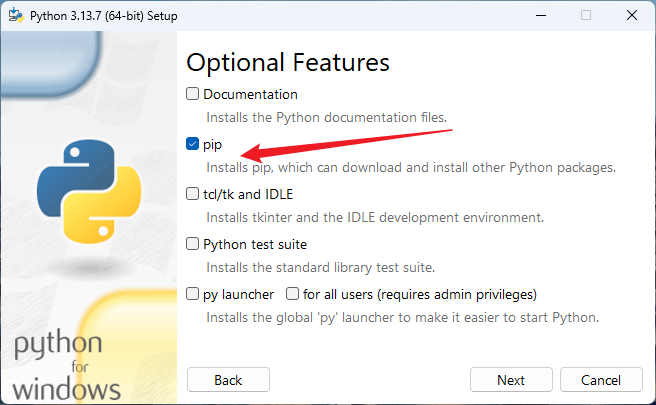 Python 3.13.7 (64-bit) Setup
Optional Features
Documentation
Installs the Python documentation files.
pip
Installs pip, which can download and install other Python packages.
tcl/tk and IDLE
Installs tkinter and the IDLE development environment.
Python test suite
Installs the standard library test suite.
py launcher for all users (requires admin privileges)
Installs the global 'py' launcher to make it easier to start Python.
python
for
windows
Back Next Cancel